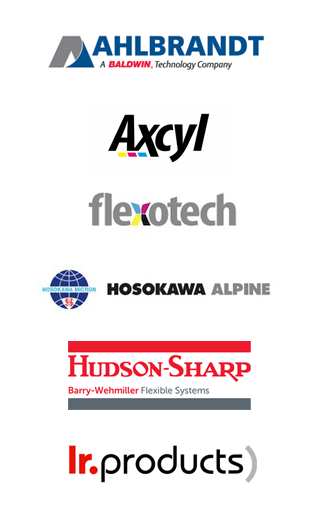 AHLBRANDT
A BALDWIN, Technology Company
Axcyl
flexotech
HOSOKAWA MICRON
HOSOKAWA ALPINE
HUDSON-SHARP
Barry-Wehmiller Flexible Systems
lr.products)